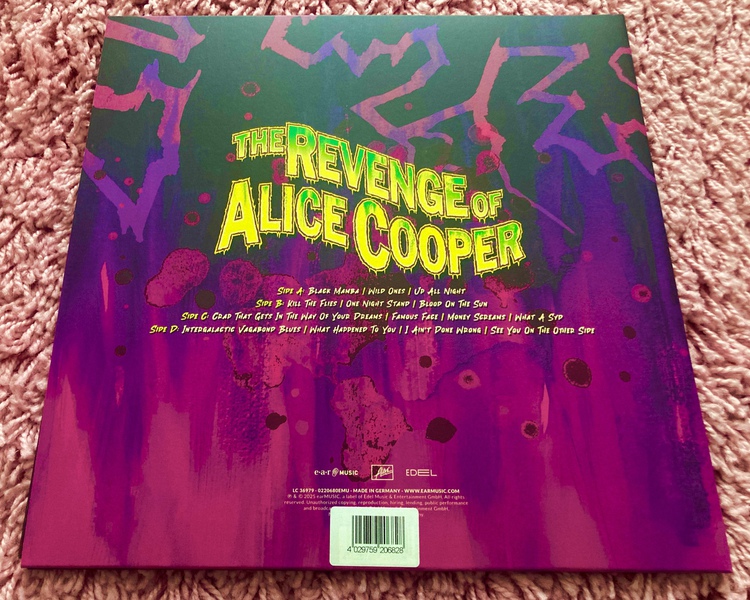 THE REVENGE OF
ALICE COOPER
SIDE A: BLACK MAMBA | WILD ONES | UP ALL NIGHT
SIDE B: KILL THE FLIES | ONE NIGHT STAND | BLOOD ON THE SUN
SIDE C: CRAP THAT GETS IN THE WAY OF YOUR DREAMS | FAMOUS FACE | MONEY SCREAMS | WHAT A SYD
SIDE D: INTERGALACTIC VAGABOND BLUES | WHAT HAPPENED TO YOU | I AIN'T DONE WRONG | SEE YOU ON THE OTHER SIDE
e·a·r MUSIC EDEL
LC 36979 · 0220680EMU · MADE IN GERMANY · WWW.EARMUSIC.COM
℗ & © 2025 earMUSIC, a label of Edel Music & Entertainment GmbH. All rights
reserved. Unauthorized copying, reproduction, hiring, lending, public performance
and broadca
4 029759 206828